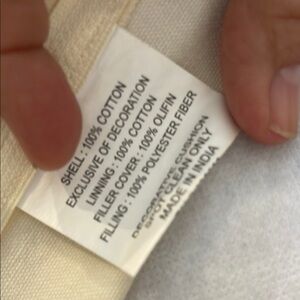 SHELL : 100% COTTON
EXCLUSIVE OF DECORATION
LINNING : 100% COTTON
FILLER COVER : 100% OLIFIN
FILLING : 100% POLYESTER FIBER
DECORATIVE CUSHION
SPOT CLEAN ONLY
MADE IN INDIA